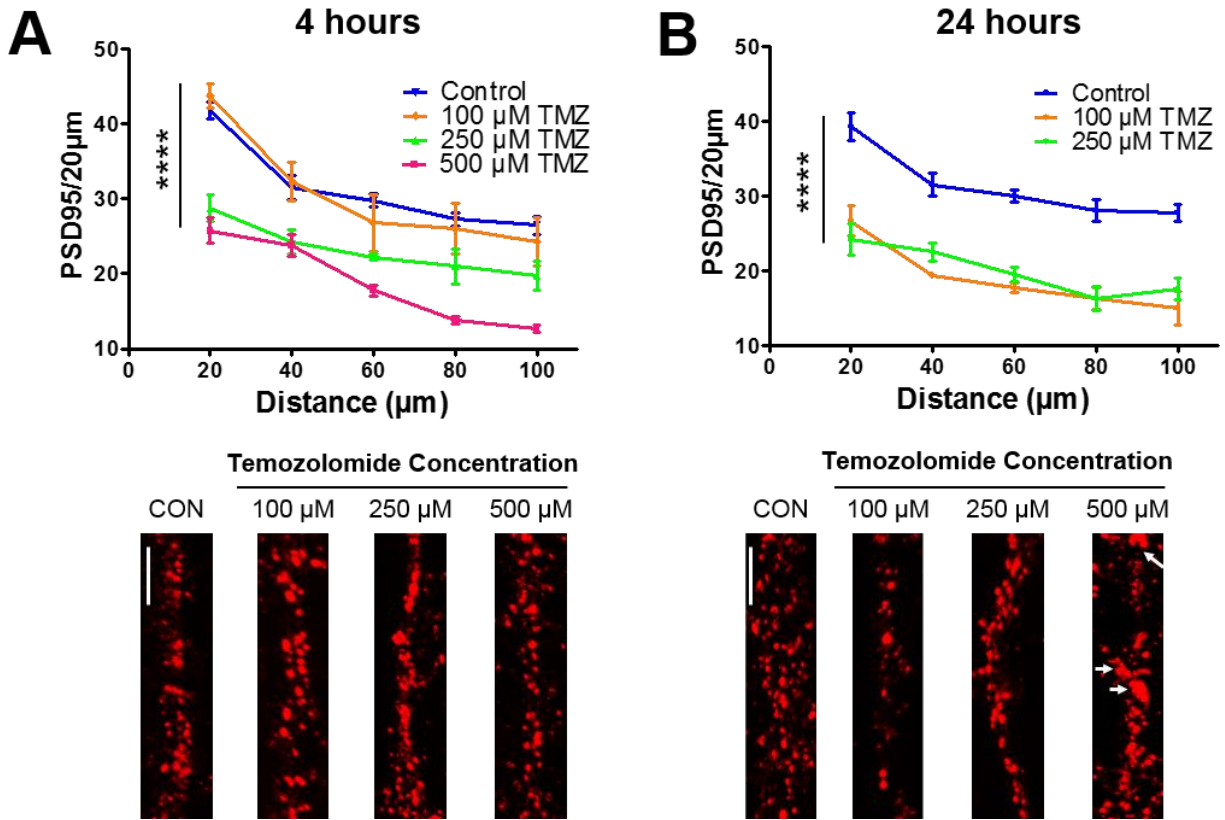 A
4 hours
50
40
30
20
10
PSD95/20µm
****
Control
100 µM TMZ
250 µM TMZ
500 µM TMZ
0 20 40 60 80 100
Distance (µm)
Temozolomide Concentration
CON 100 µM 250 µM 500 µM
B
24 hours
50
40
30
20
10
PSD95/20µm
****
Control
100 µM TMZ
250 µM TMZ
0 20 40 60 80 100
Distance (µm)
Temozolomide Concentration
CON 100 µM 250 µM 500 µM